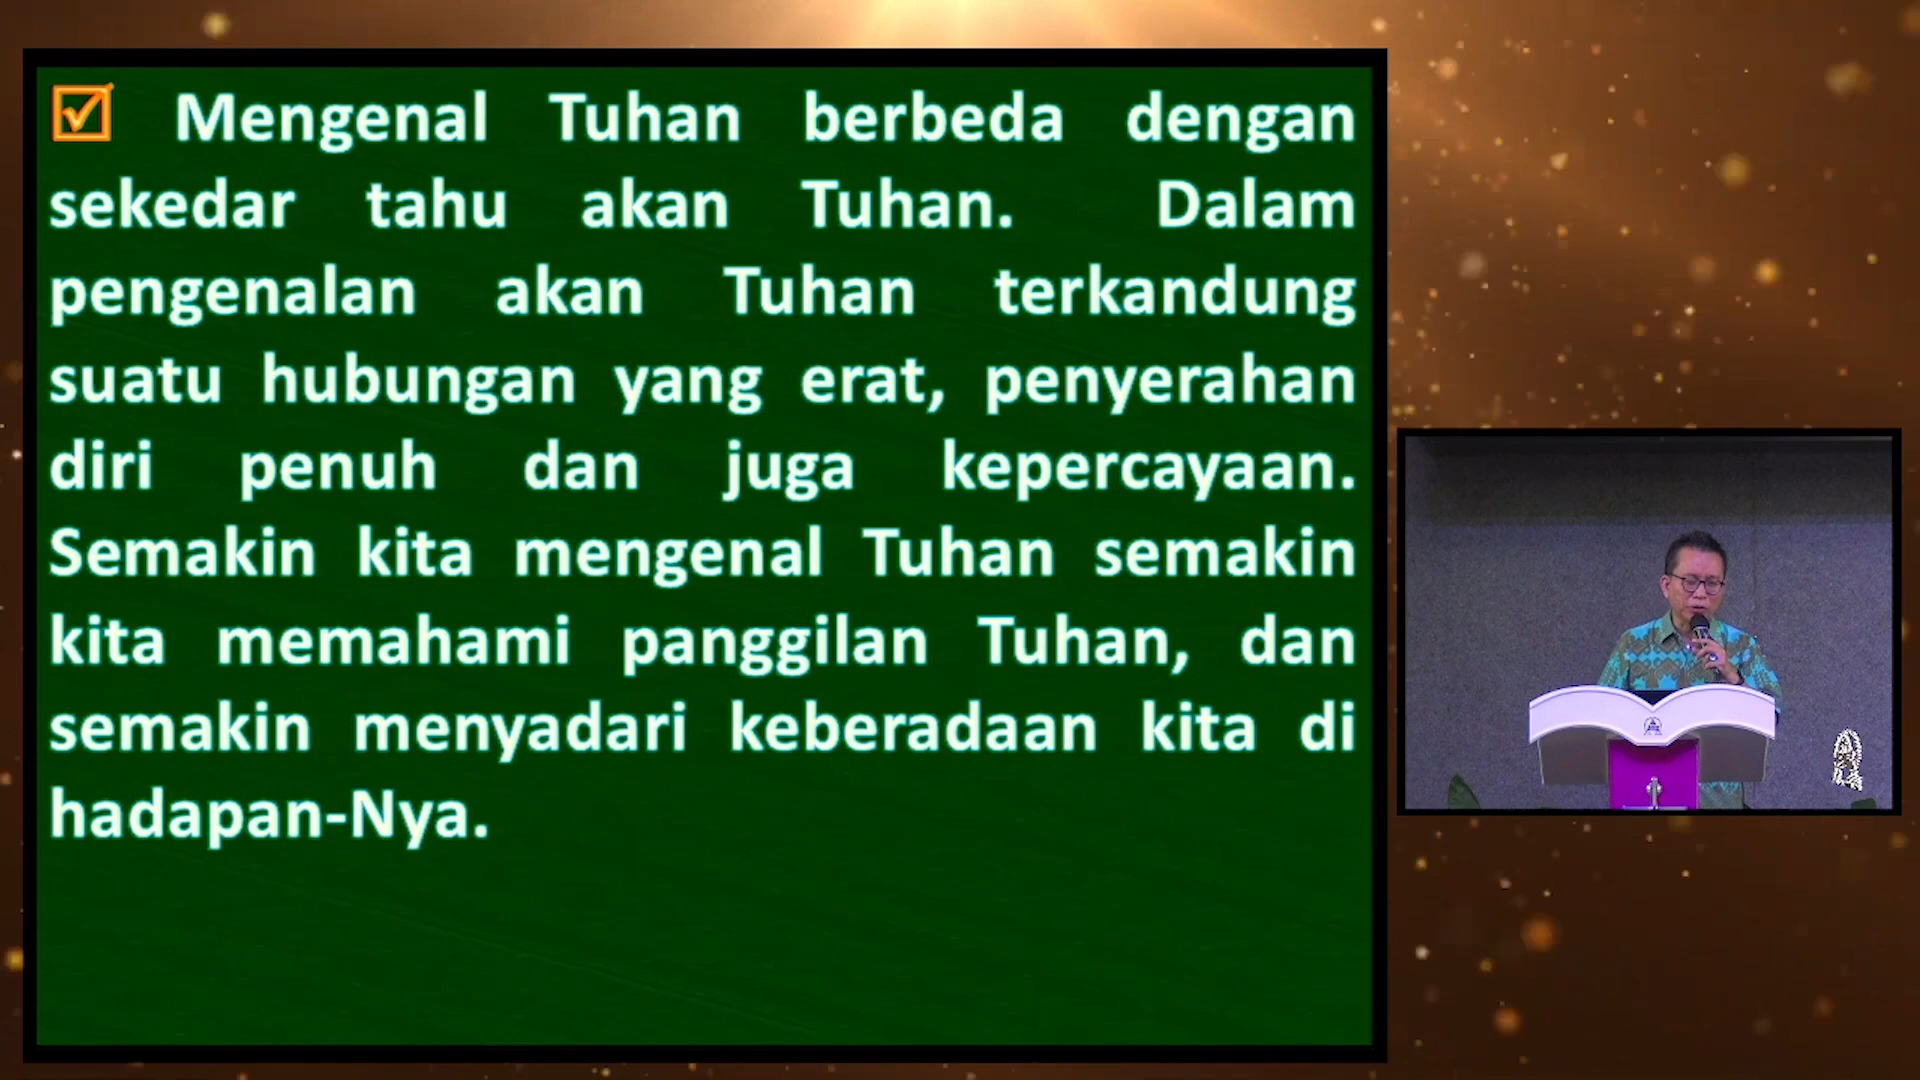 Mengenal Tuhan berbeda dengan
sekedar tahu akan Tuhan. Dalam
pengenalan akan Tuhan terkandung
suatu hubungan yang erat, penyerahan
diri penuh dan juga kepercayaan.
Semakin kita mengenal Tuhan semakin
kita memahami panggilan Tuhan, dan
semakin menyadari keberadaan kita di
hadapan-Nya.